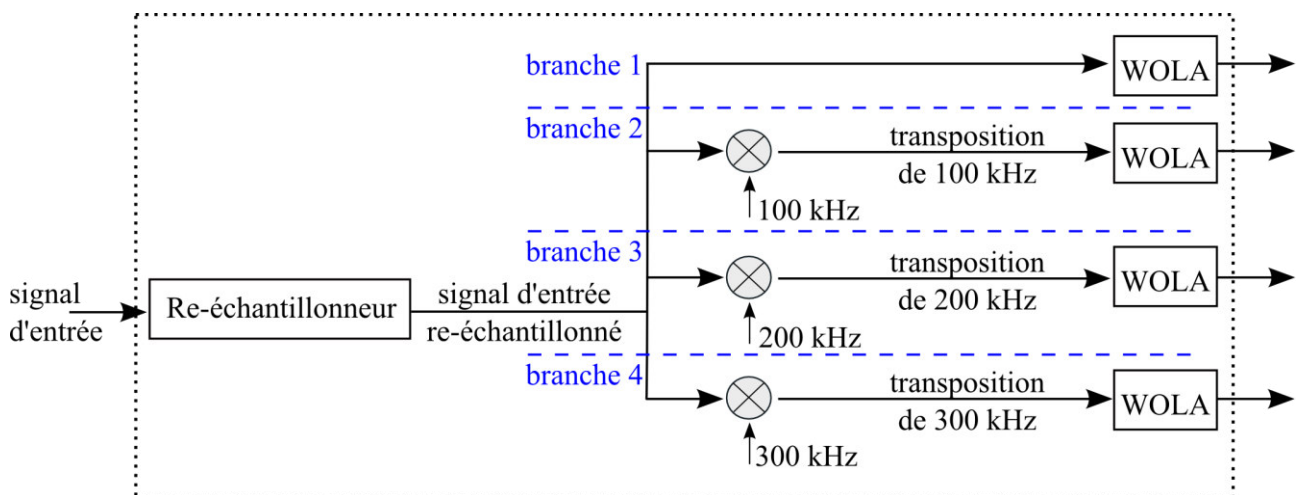 branche 1
WOLA
branche 2
transposition
de 100 kHz
WOLA
100 kHz
branche 3
transposition
de 200 kHz
WOLA
200 kHz
signal
d'entrée
Re-échantillonneur
signal d'entrée
re-échantillonné
branche 4
transposition
de 300 kHz
WOLA
300 kHz